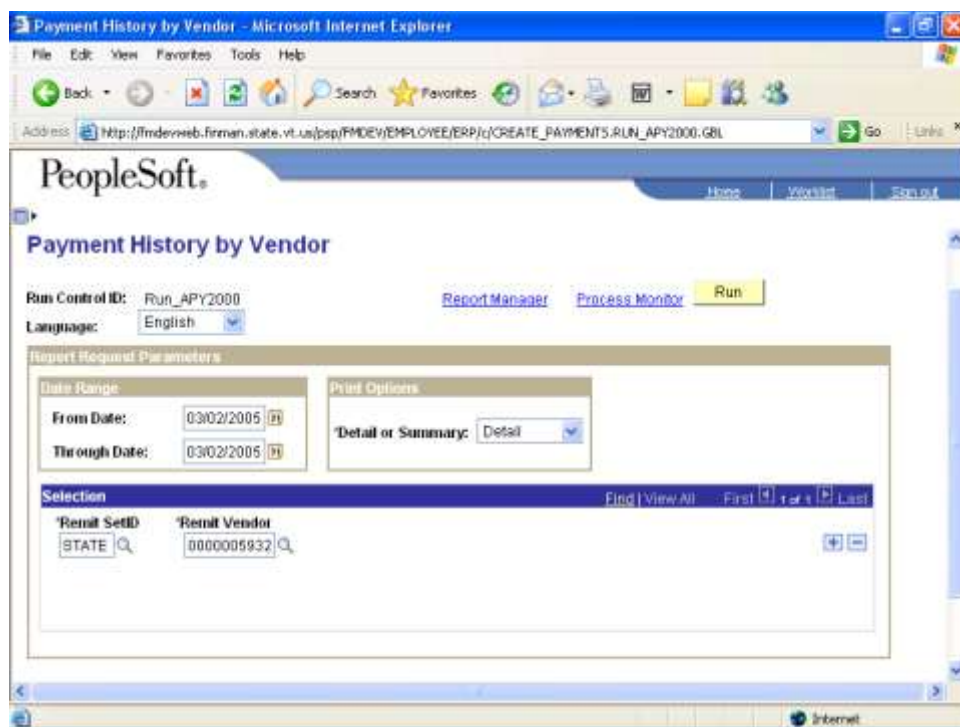 Payment History by Vendor - Microsoft Internet Explorer
File Edit View Favorites Tools Help
Back Search Favorites
Address http://fmdevweb.finman.state.vt.us/psp/FMDEV/EMPLOYEE/ERP/c/CREATE_PAYMENTS.RUN_APY2000.GBL Go Links
PeopleSoft.
Home Worklist Sign out
Payment History by Vendor
Run Control ID: Run_APY2000 Report Manager Process Monitor Run
Language: English
Report Request Parameters
Date Range Print Options
From Date: 03/02/2005
*Detail or Summary: Detail
Through Date: 03/02/2005
Selection Find | View All First 1 of 1 Last
*Remit SetID *Remit Vendor
STATE 0000005932
Internet